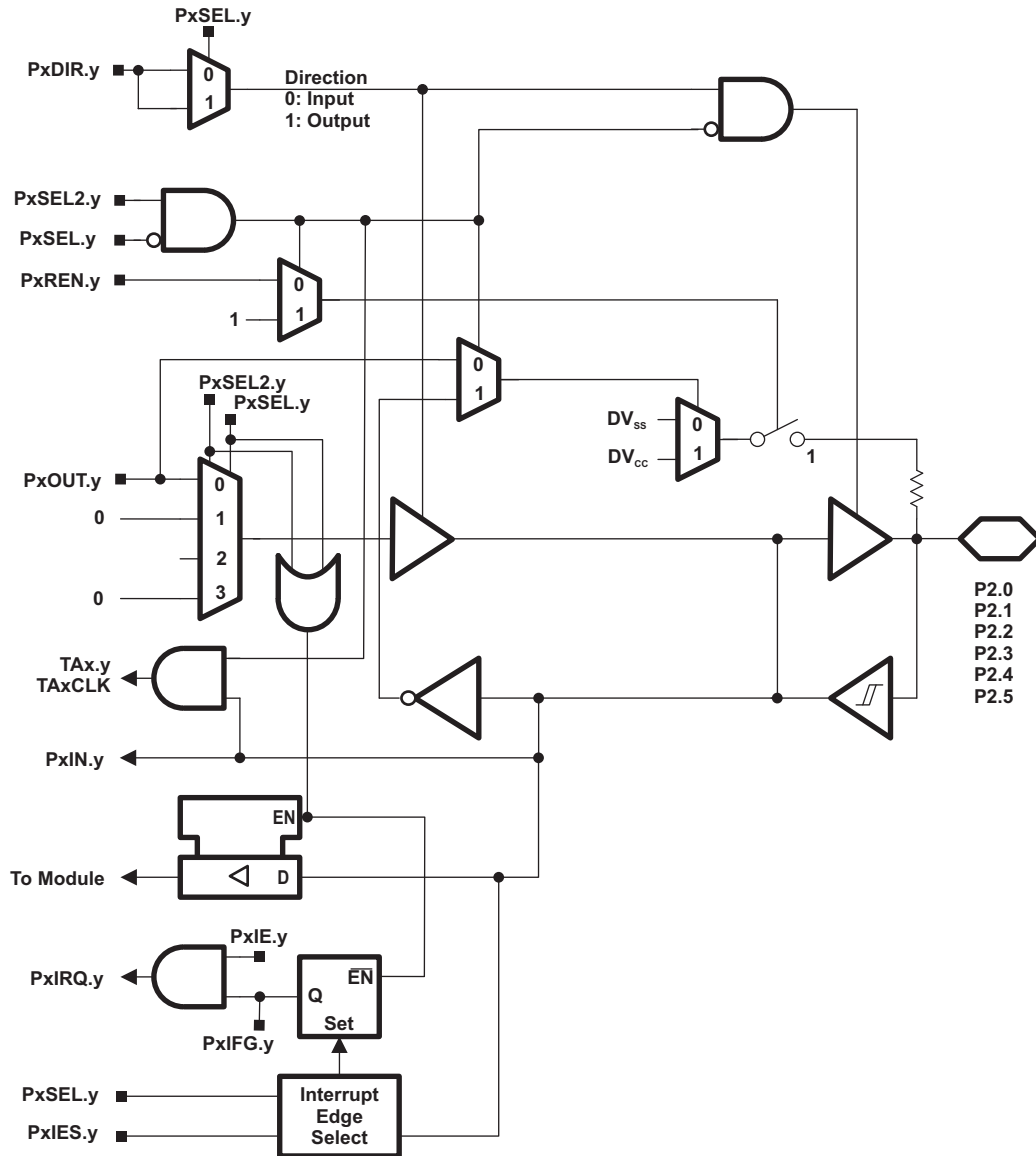 PxSEL.y
PxDIR.y
0
1
Direction
0: Input
1: Output
PxSEL2.y
PxSEL.y
PxREN.y
0
1
1
0
1
PxSEL2.y
PxSEL.y
DVSS
0
DVCC
1
1
PxOUT.y
0
0
1
2
0
3
P2.0
P2.1
P2.2
P2.3
P2.4
P2.5
TAx.y
TAxCLK
PxIN.y
EN
To Module
D
PxIE.y
PxIRQ.y
EN
Q
Set
PxIFG.y
PxSEL.y
PxIES.y
Interrupt
Edge
Select